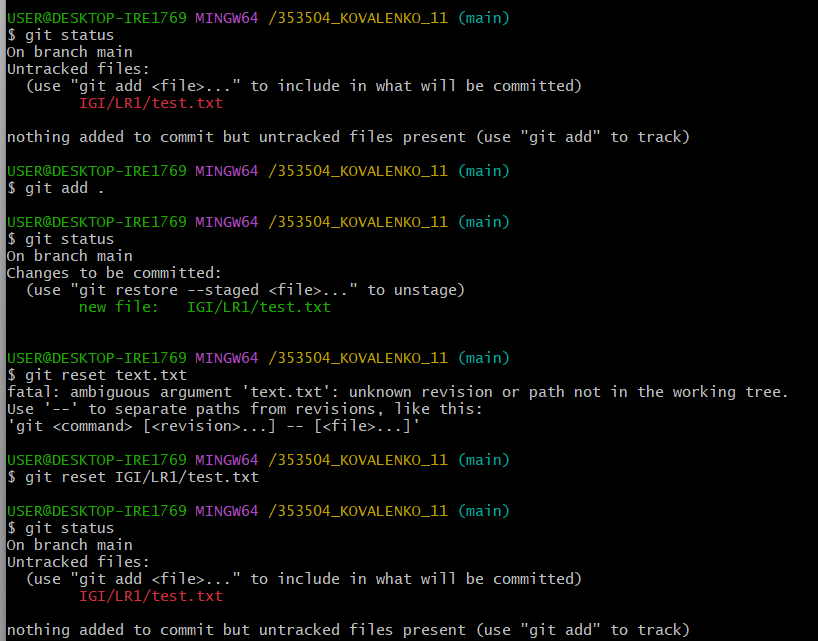 USER@DESKTOP-IRE1769 MINGW64 /353504_KOVALENKO_11 (main)
$ git status
On branch main
Untracked files:
  (use "git add <file>..." to include in what will be committed)
        IGI/LR1/test.txt

nothing added to commit but untracked files present (use "git add" to track)

USER@DESKTOP-IRE1769 MINGW64 /353504_KOVALENKO_11 (main)
$ git add .

USER@DESKTOP-IRE1769 MINGW64 /353504_KOVALENKO_11 (main)
$ git status
On branch main
Changes to be committed:
  (use "git restore --staged <file>..." to unstage)
        new file:   IGI/LR1/test.txt


USER@DESKTOP-IRE1769 MINGW64 /353504_KOVALENKO_11 (main)
$ git reset text.txt
fatal: ambiguous argument 'text.txt': unknown revision or path not in the working tree.
Use '--' to separate paths from revisions, like this:
'git <command> [<revision>...] -- [<file>...]'

USER@DESKTOP-IRE1769 MINGW64 /353504_KOVALENKO_11 (main)
$ git reset IGI/LR1/test.txt

USER@DESKTOP-IRE1769 MINGW64 /353504_KOVALENKO_11 (main)
$ git status
On branch main
Untracked files:
  (use "git add <file>..." to include in what will be committed)
        IGI/LR1/test.txt

nothing added to commit but untracked files present (use "git add" to track)